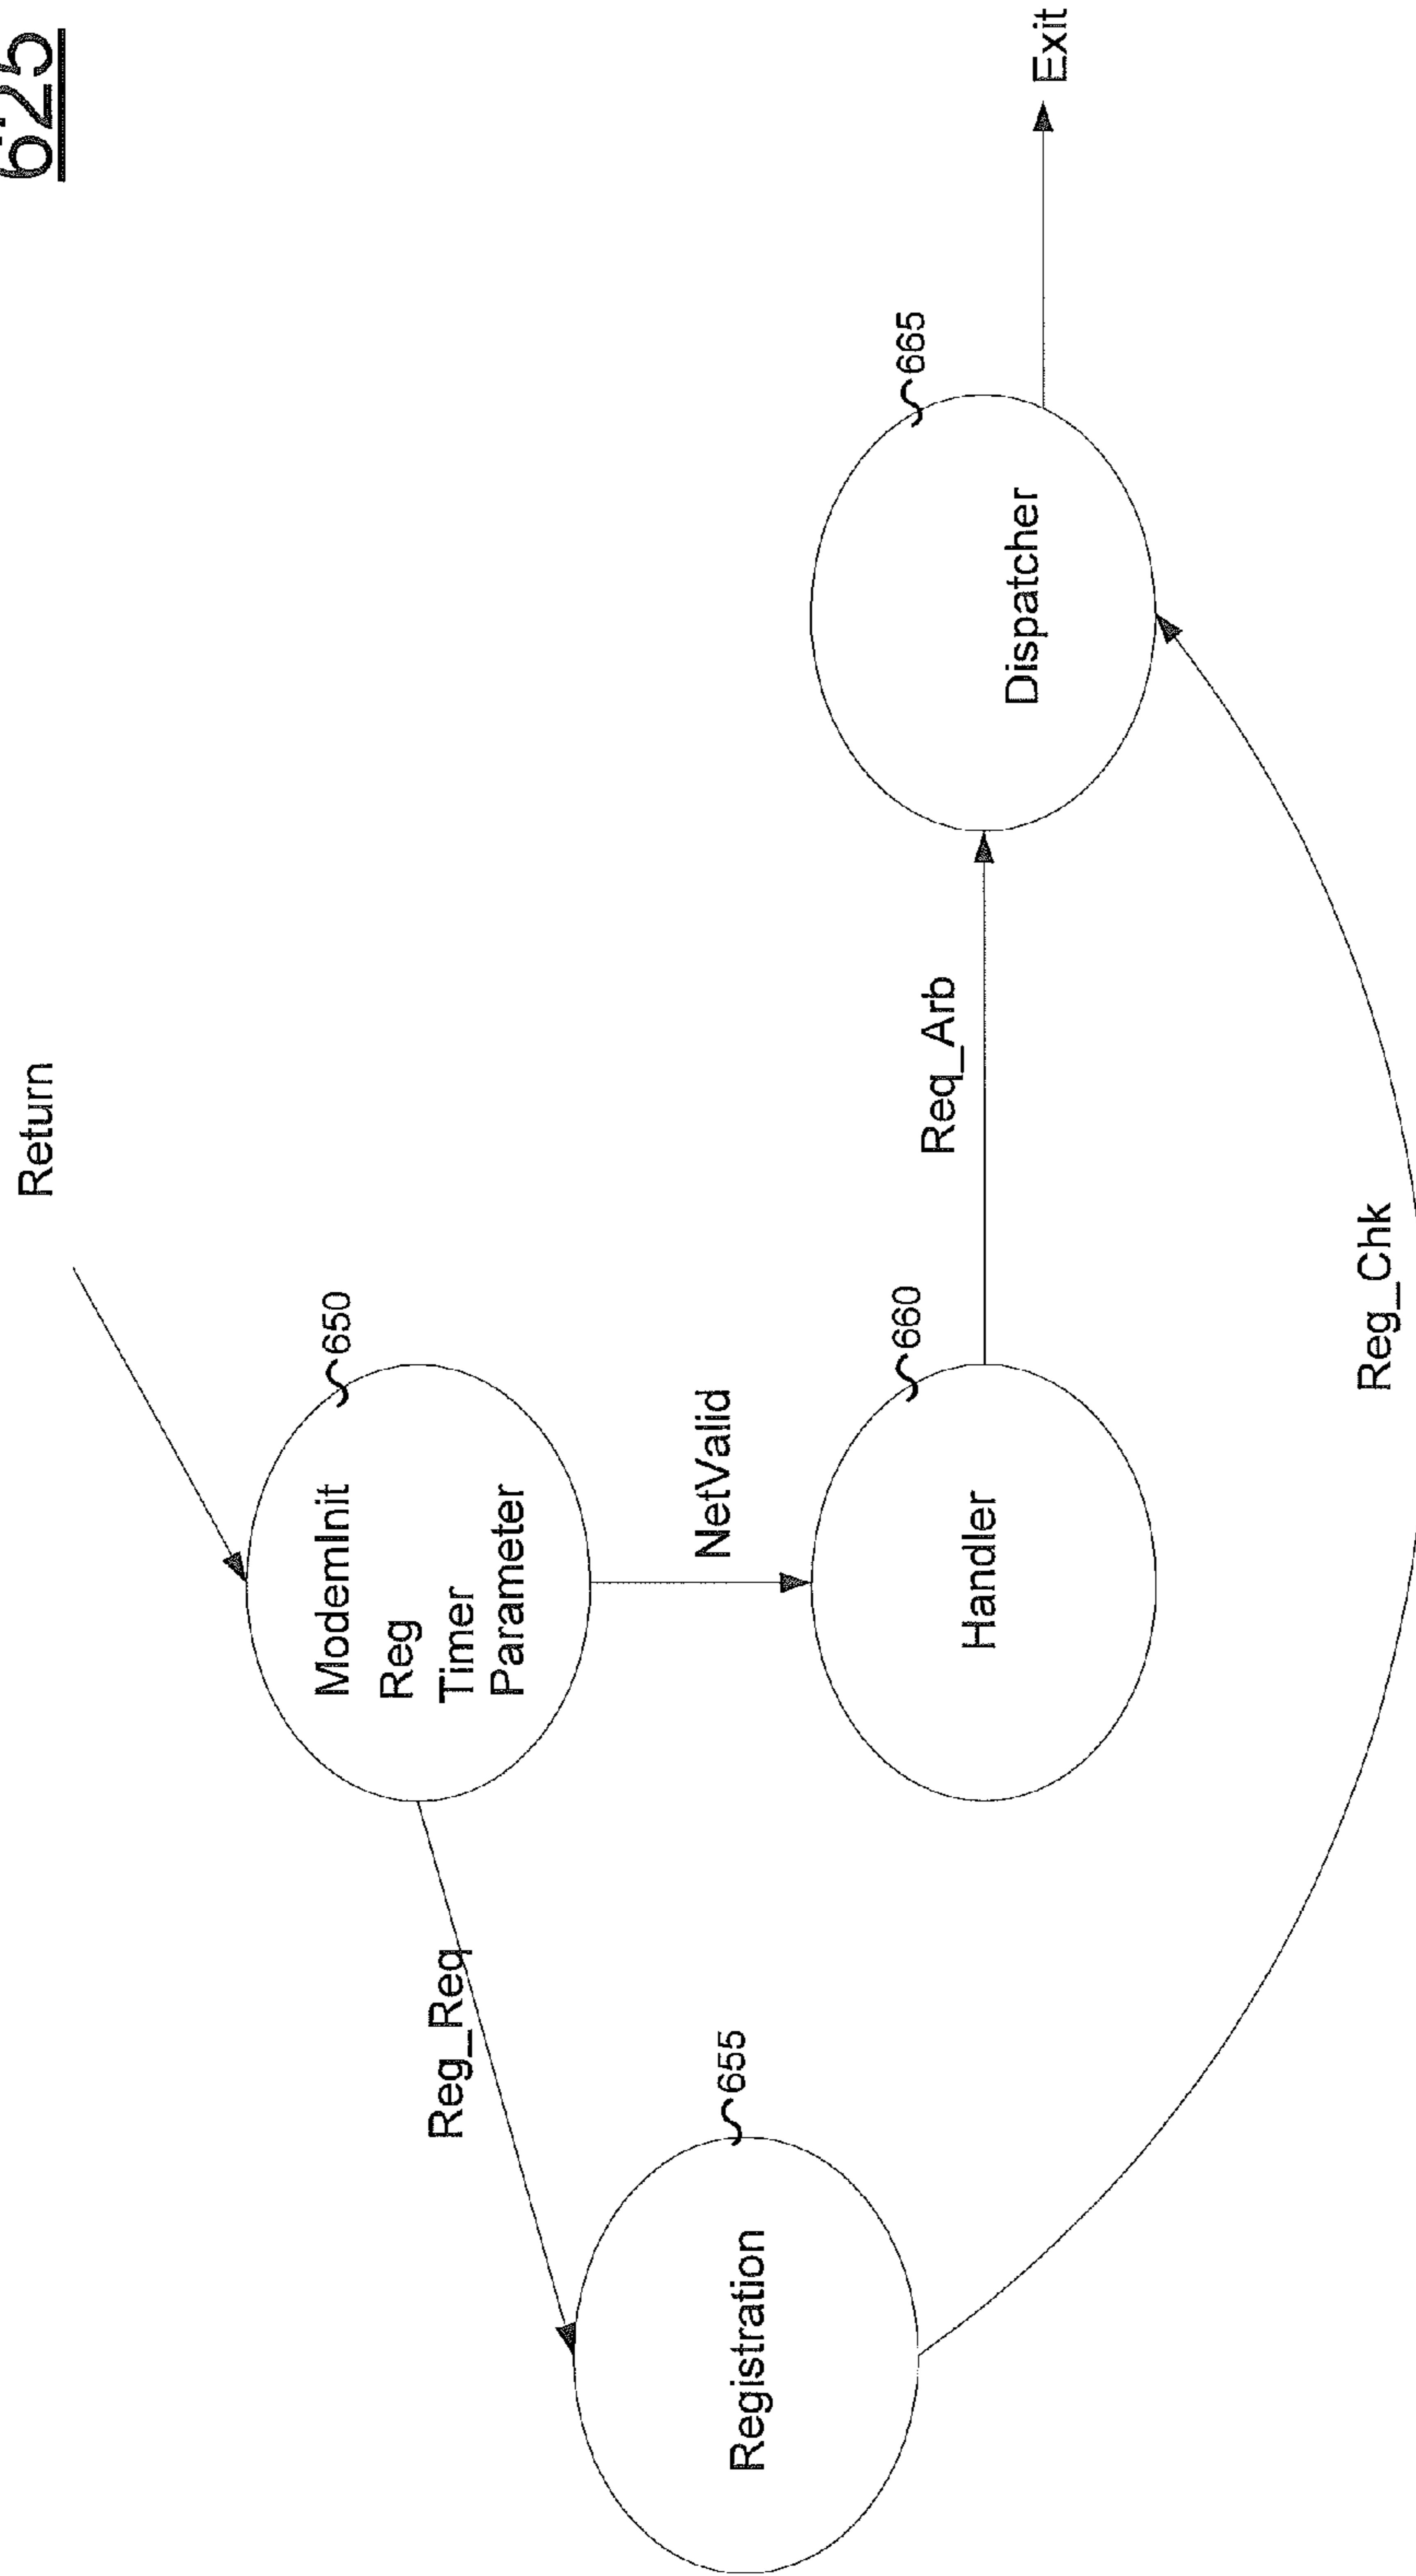 625
Return
ModemInit
Reg
Timer
Parameter
650
Reg_Req
NetValid
Registration
655
Handler
660
Req_Arb
Dispatcher
665
Exit
Reg_Chk